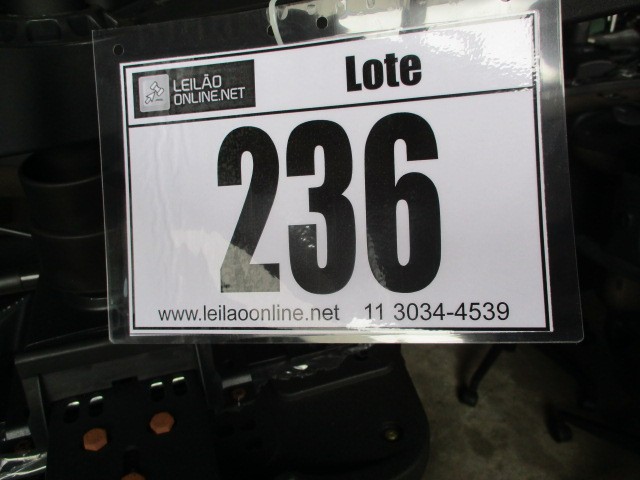 LEILÃO
ONLINE.NET
Lote
236
www.leilaoonline.net 11 3034-4539